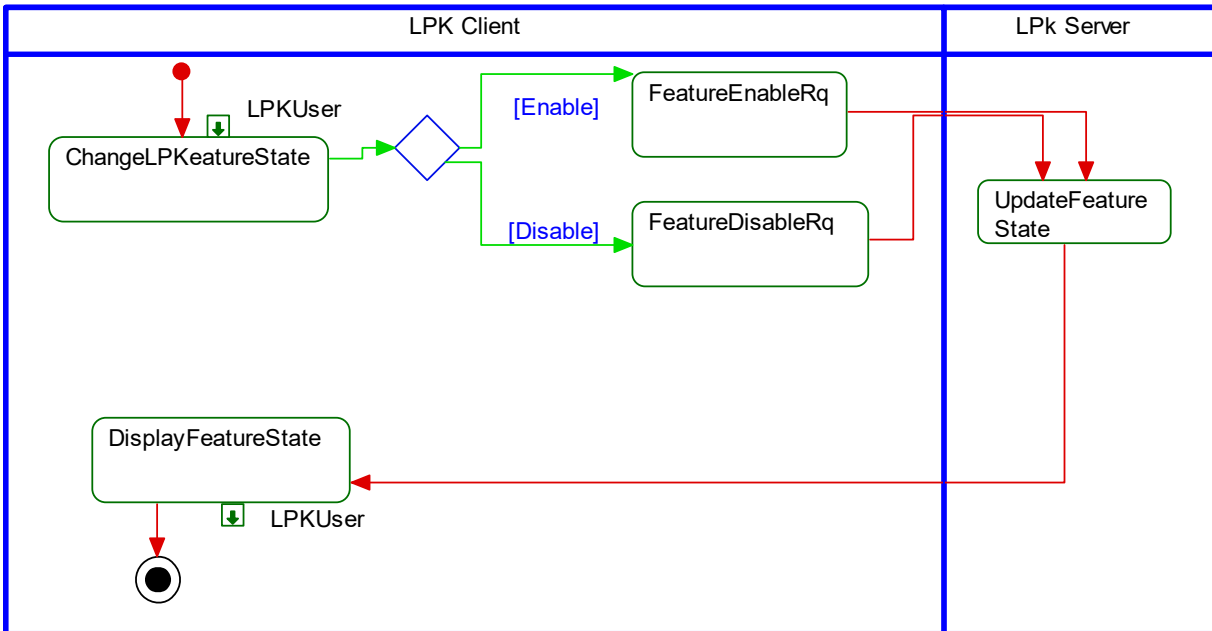 LPK Client
LPk Server
LPKUser
ChangeLPKeatureState
[Enable]
FeatureEnableRq
[Disable]
FeatureDisableRq
UpdateFeature
State
DisplayFeatureState
LPKUser